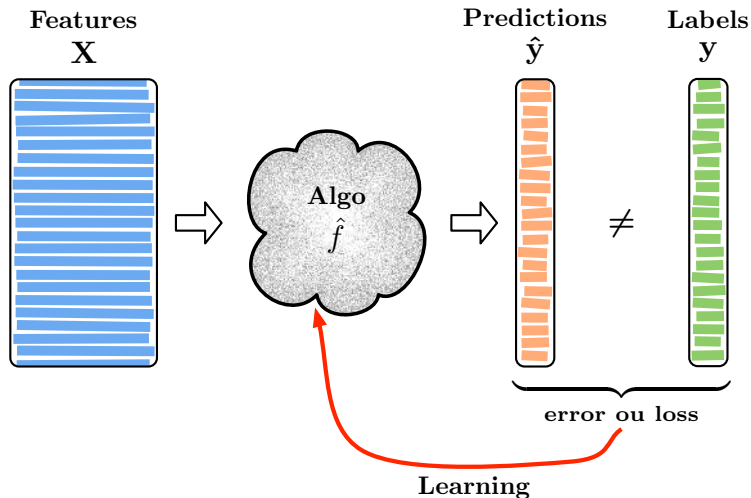 Features
X
Algo
f̂
Predictions
ŷ
≠
Labels
y
error ou loss
Learning